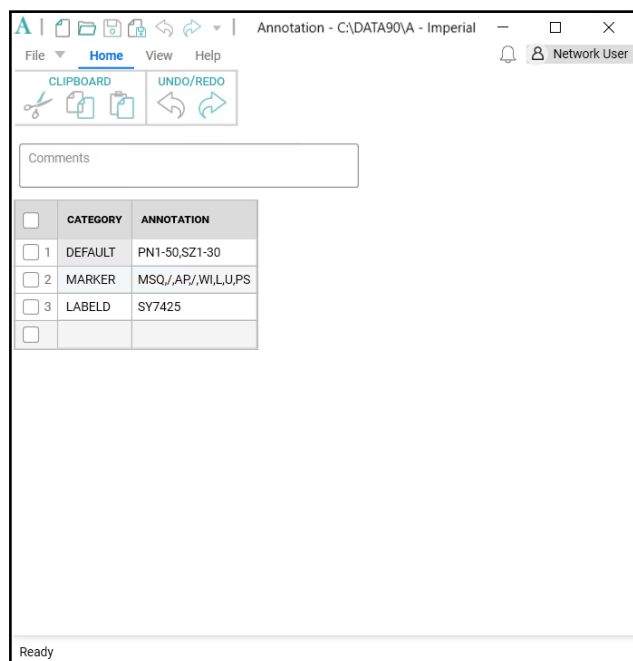 A Annotation - C:\DATA90\A - Imperial
File Home View Help Network User
CLIPBOARD UNDO/REDO
Comments
CATEGORY ANNOTATION
1 DEFAULT PN1-50,SZ1-30
2 MARKER MSQ,/,AP,/,WI,L,U,PS
3 LABELD SY7425
Ready